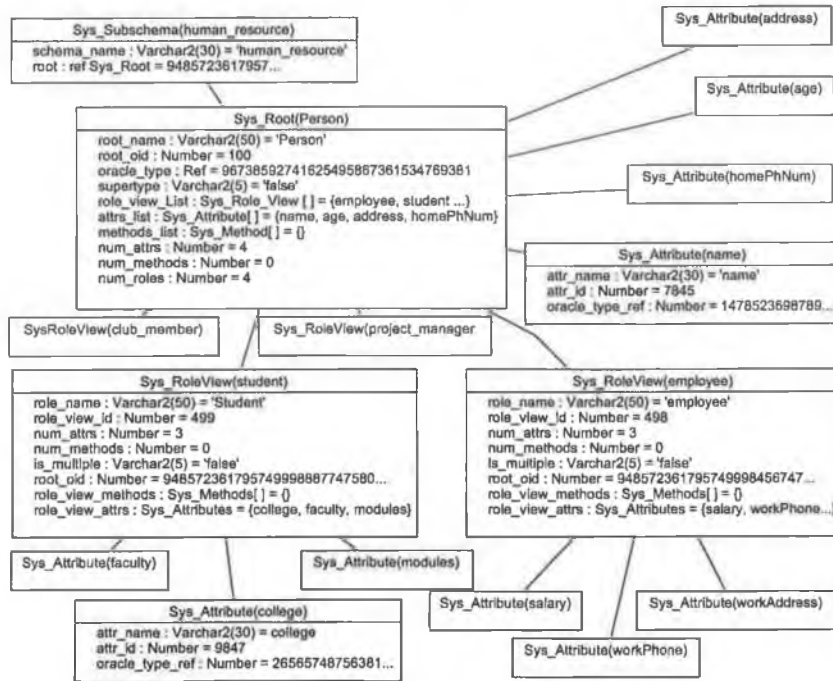 Sys_Subschema(human_resource)
schema_name : Varchar2(30) = 'human_resource'
root : ref Sys_Root = 9485723617957...
Sys_Attribute(address)
Sys_Attribute(age)
Sys_Attribute(homePhNum)
Sys_Root(Person)
root_name : Varchar2(50) = 'Person'
root_oid : Number = 100
oracle_type : Ref = 96738592741625495867361534769381
supertype : Varchar2(5) = 'false'
role_view_List : Sys_Role_View [ ] = {employee, student ...}
attrs_list : Sys_Attribute[ ] = {name, age, address, homePhNum}
methods_list : Sys_Method[ ] = {}
num_attrs : Number = 4
num_methods : Number = 0
num_roles : Number = 4
Sys_Attribute(name)
attr_name : Varchar2(30) = 'name'
attr_id : Number = 7845
oracle_type_ref : Number = 1478523698789...
SysRoleView(club_member)
Sys_RoleView(project_manager
Sys_RoleView(student)
role_name : Varchar2(50) = 'Student'
role_view_id : Number = 499
num_attrs : Number = 3
num_methods : Number = 0
is_multiple : Varchar2(5) = 'false'
root_oid : Number = 948572361795749998887747580...
role_view_methods : Sys_Methods[ ] = {}
role_view_attrs : Sys_Attributes = {college, faculty, modules}
Sys_RoleView(employee)
role_name : Varchar2(50) = 'employee'
role_view_id : Number = 498
num_attrs : Number = 3
num_methods : Number = 0
is_multiple : Varchar2(5) = 'false'
root_oid : Number = 9485723617957499984567 47...
role_view_methods : Sys_Methods[ ] = {}
role_view_attrs : Sys_Attributes = {salary, workPhone...}
Sys_Attribute(faculty)
Sys_Attribute(modules)
Sys_Attribute(college)
attr_name : Varchar2(30) = college
attr_id : Number = 9847
oracle_type_ref : Number = 26565748756381...
Sys_Attribute(salary)
Sys_Attribute(workAddress)
Sys_Attribute(workPhone)